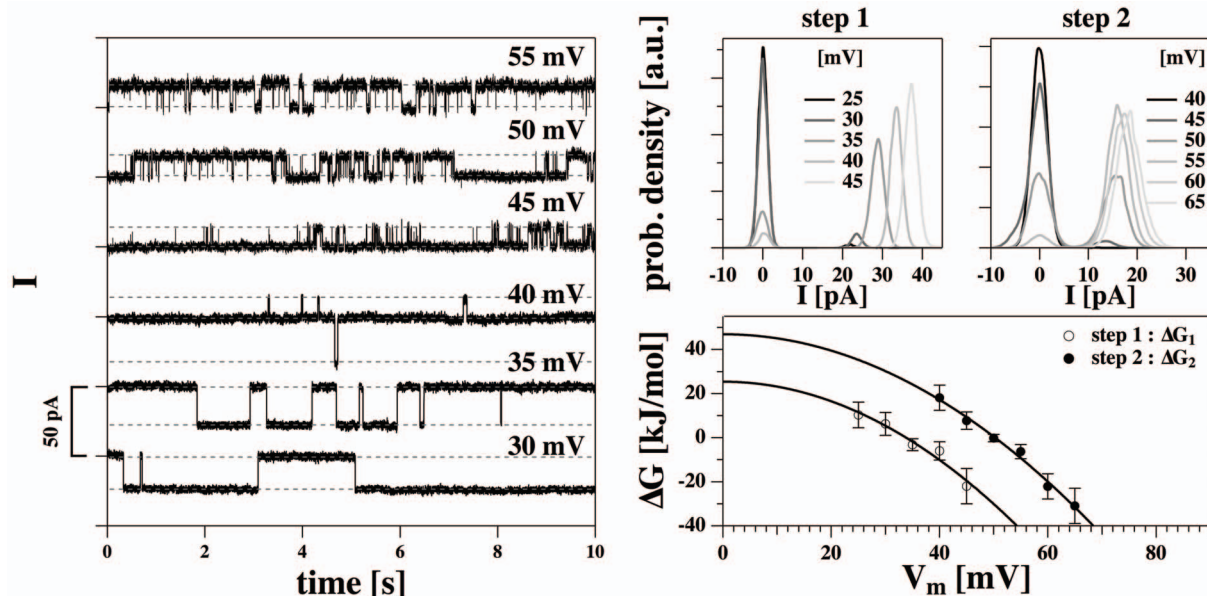 55 mV
50 mV
45 mV
40 mV
35 mV
30 mV
I
50 pA
0 2 4 6 8 10
time [s]
step 1
[mV]
25
30
35
40
45
prob. density [a.u.]
-10 0 10 20 30 40
I [pA]
step 2
[mV]
40
45
50
55
60
65
-10 0 10 20 30
I [pA]
step 1 : ΔG₁
step 2 : ΔG₂
ΔG [kJ/mol]
40
20
0
-20
-40
0 20 40 60 80
Vₘ [mV]